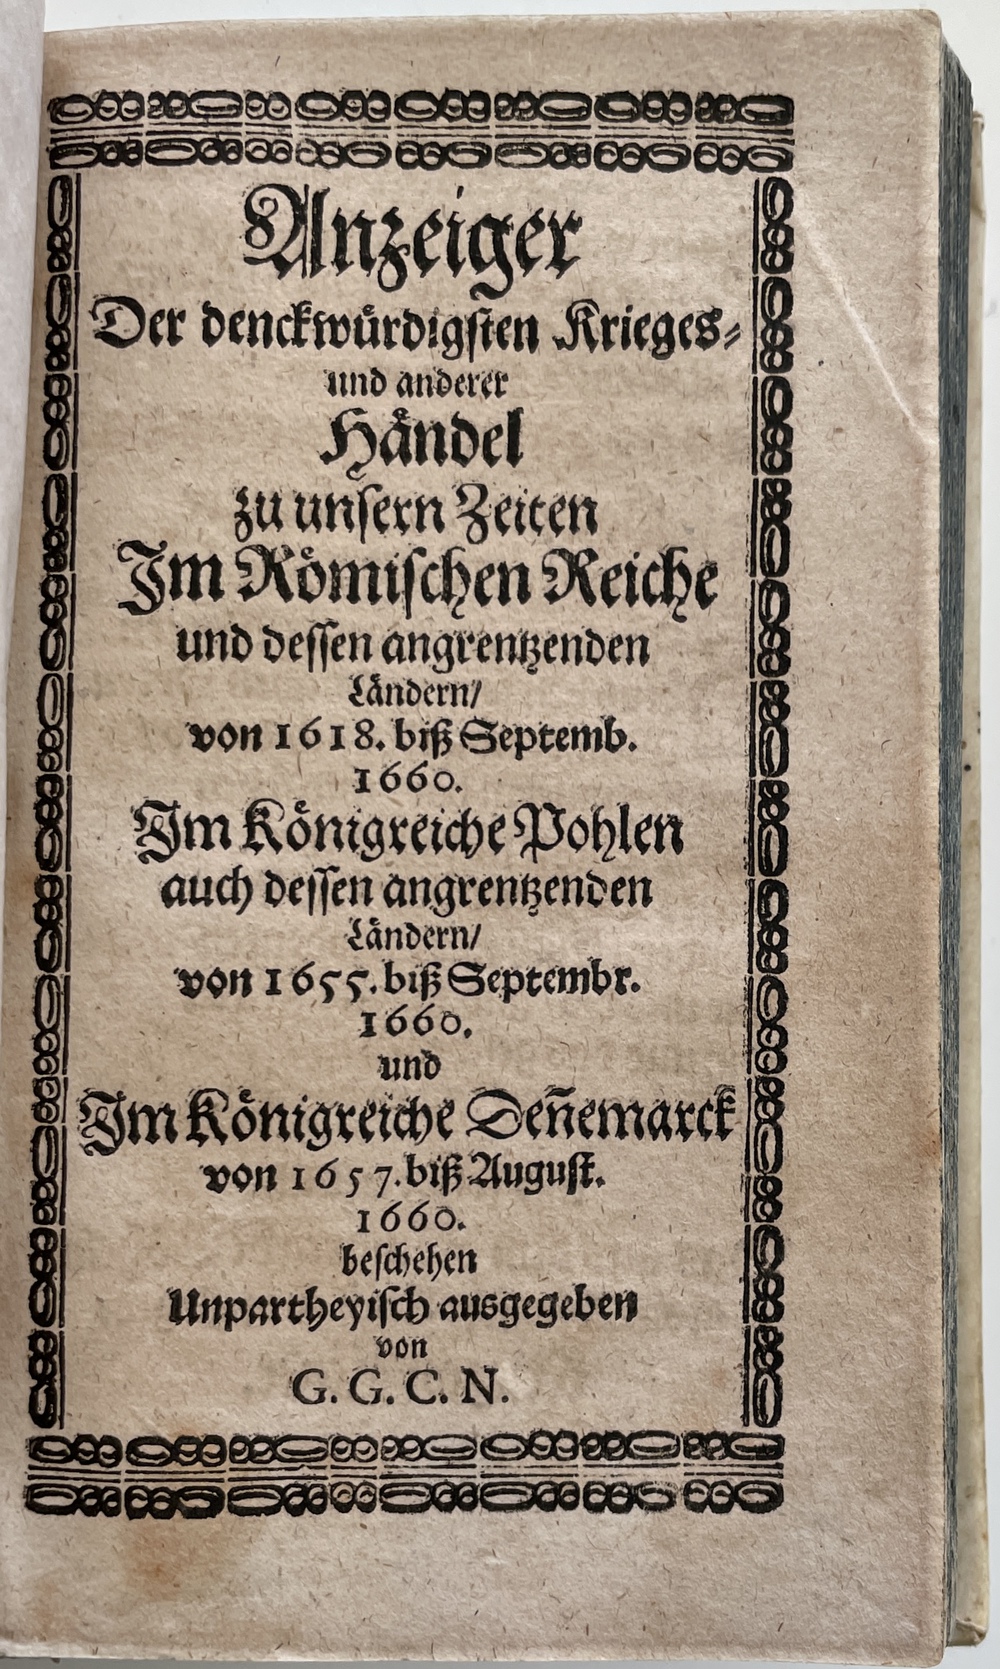 Anzeiger
Der denckwürdigsten Krieges-
und anderer
Händel
zu unsern Zeiten
Im Römischen Reiche
und dessen angrentzenden
Ländern/
von 1618. biß Septemb.
1660.
Im Königreiche Pohlen
auch dessen angrentzenden
Ländern/
von 1655. biß Septembr.
1660.
und
Im Königreiche Deñemarck
von 1657. biß August.
1660.
beschehen
Unpartheyisch ausgegeben
von
G. G. C. N.